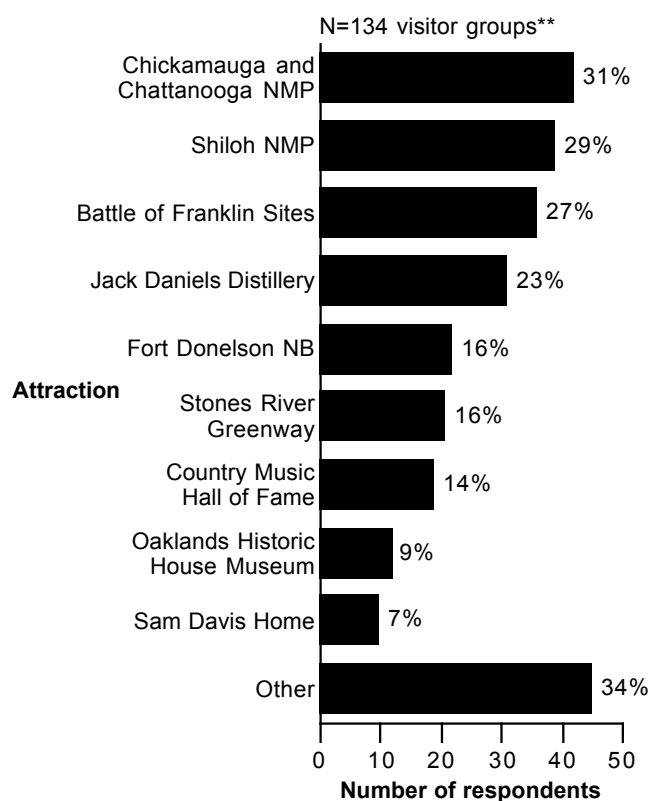 N=134 visitor groups**
Chickamauga and
Chattanooga NMP
31%
Shiloh NMP
29%
Battle of Franklin Sites
27%
Jack Daniels Distillery
23%
Fort Donelson NB
16%
Attraction
Stones River
Greenway
16%
Country Music
Hall of Fame
14%
Oaklands Historic
House Museum
9%
Sam Davis Home
7%
Other
34%
0 10 20 30 40 50
Number of respondents